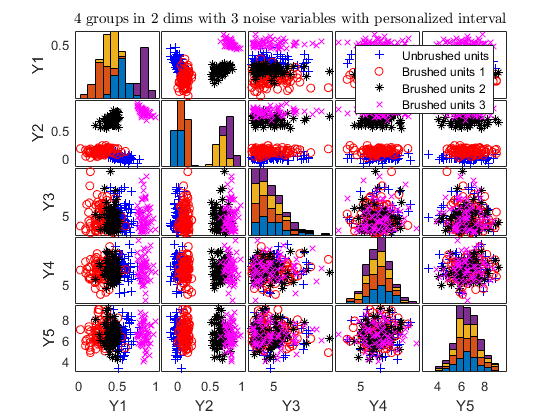 4 groups in 2 dims with 3 noise variables with personalized interval
Y1
0.5
Unbrushed units
Brushed units 1
Brushed units 2
Brushed units 3
Y2
0.5
0
Y3
5
Y4
5
Y5
8
6
4
0 0.5 1 0 0.5 1 5 5 4 6 8
Y1 Y2 Y3 Y4 Y5